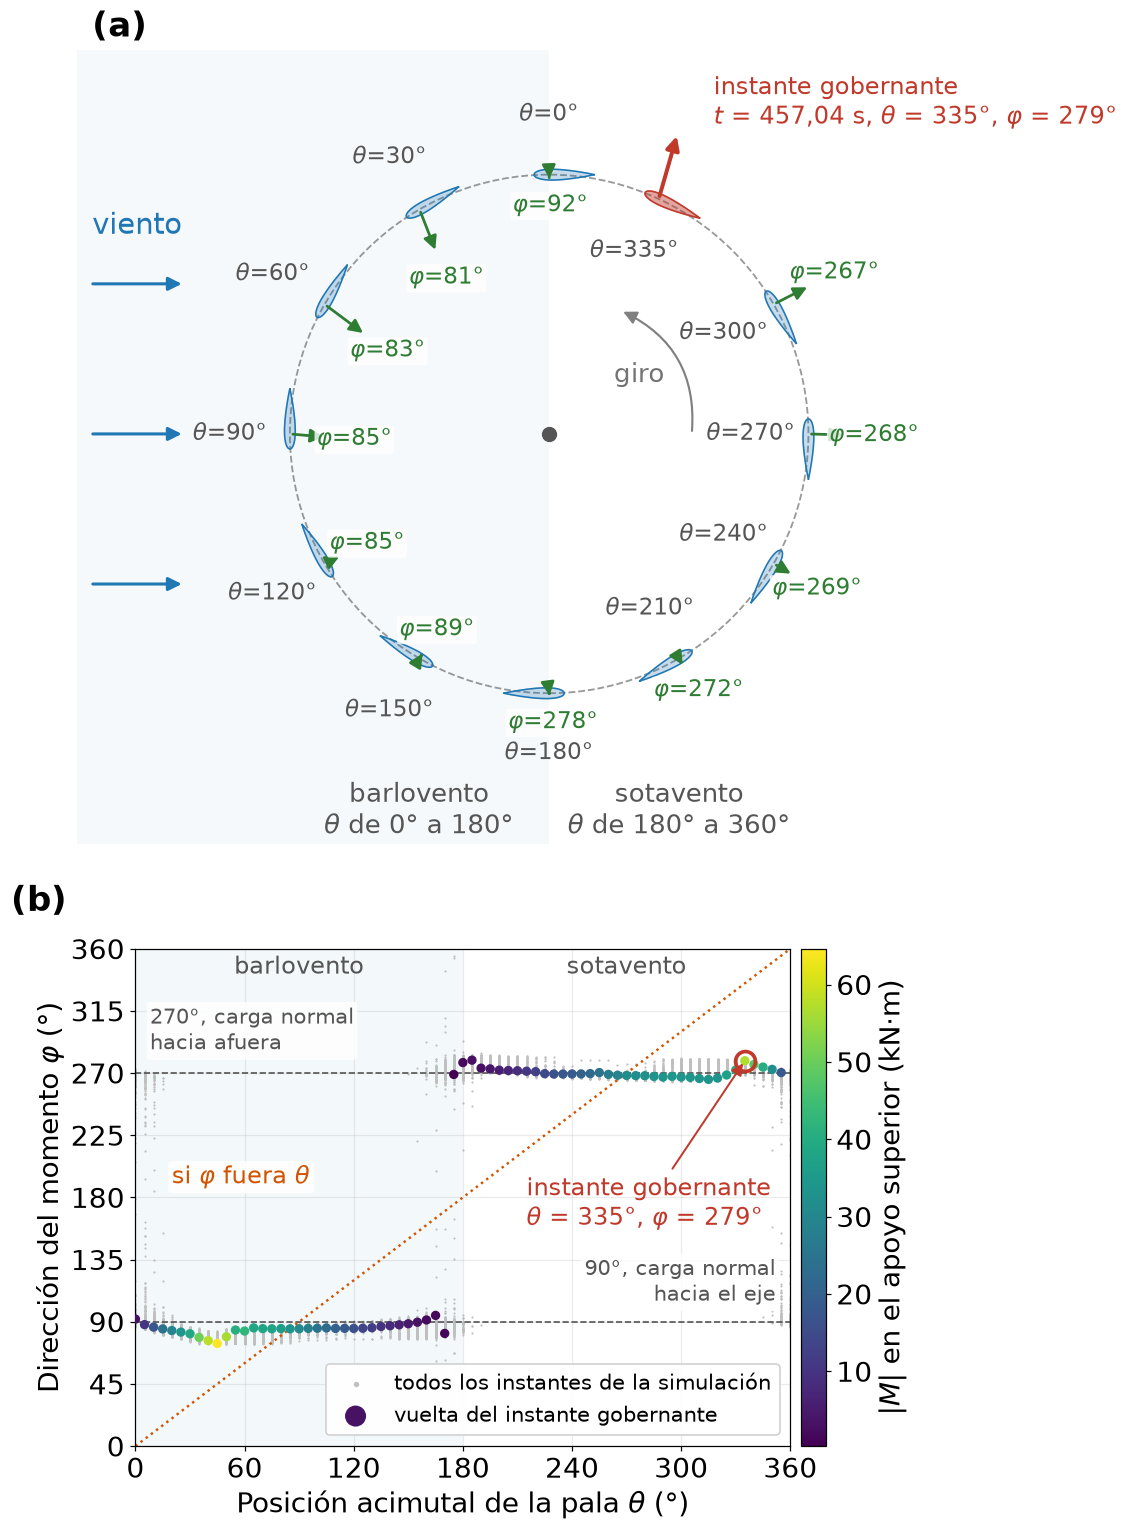 (a)
instante gobernante
t = 457,04 s, θ = 335°, φ = 279°
θ=0°
θ=30°
φ=92°
viento
θ=335°
θ=60°
φ=81°
φ=267°
θ=300°
φ=83°
giro
θ=90°
φ=85°
θ=270°
φ=268°
φ=85°
θ=240°
θ=120°
φ=269°
θ=210°
φ=89°
φ=272°
θ=150°
φ=278°
θ=180°
barlovento
θ de 0° a 180°
sotavento
θ de 180° a 360°
(b)
360
315
270
225
180
135
90
45
0
Dirección del momento φ (°)
barlovento
sotavento
270°, carga normal
hacia afuera
si φ fuera θ
instante gobernante
θ = 335°, φ = 279°
90°, carga normal
hacia el eje
todos los instantes de la simulación
vuelta del instante gobernante
0
60
120
180
240
300
360
Posición acimutal de la pala θ (°)
60
50
40
30
20
10
|M| en el apoyo superior (kN·m)